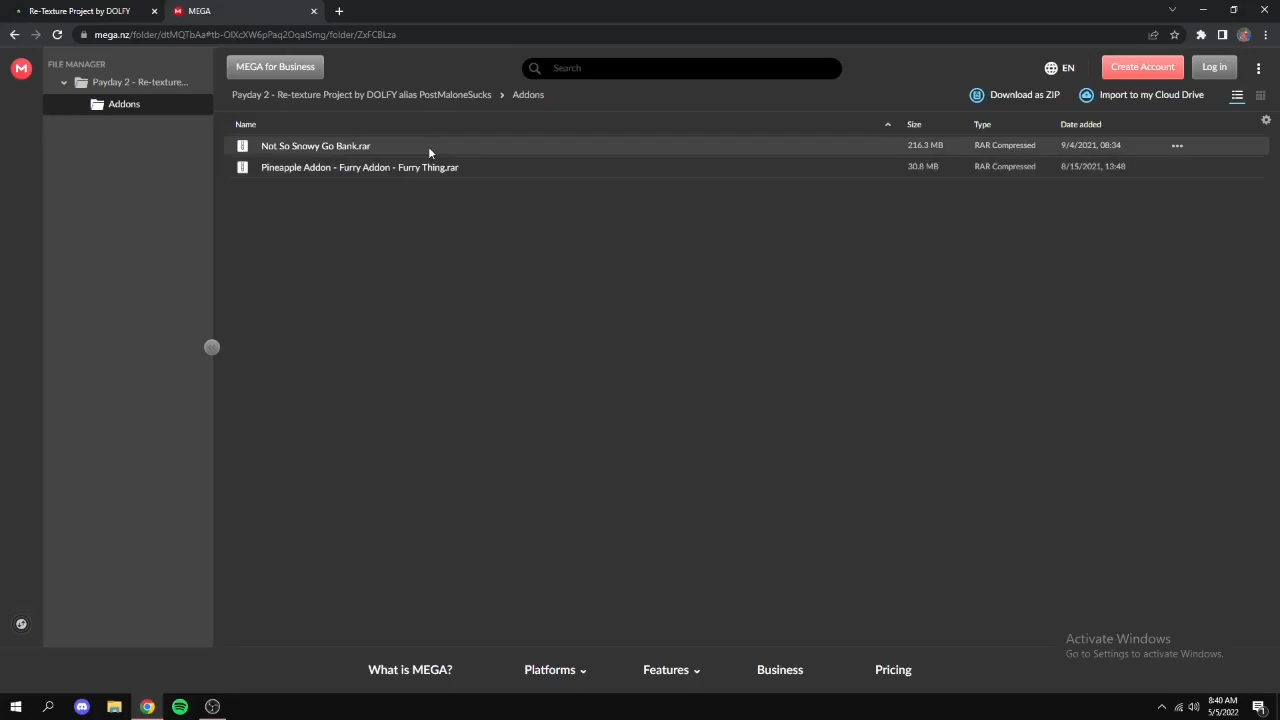 Re-Texture Project by DOLFY
MEGA
mega.nz/folder/dtMQTbAa#tb-OlXcXW6pPaq2OqaISmg/folder/ZxFCBLza
FILE MANAGER
Payday 2 - Re-texture...
Addons
MEGA for Business
Search
EN
Create Account
Log in
Payday 2 - Re-texture Project by DOLFY alias PostMaloneSucks > Addons
Download as ZIP
Import to my Cloud Drive
Name Size Type Date added
Not So Snowy Go Bank.rar 216.3 MB RAR Compressed 9/4/2021, 08:34
Pineapple Addon - Furry Addon - Furry Thing.rar 30.8 MB RAR Compressed 8/15/2021, 13:48
Activate Windows
Go to Settings to activate Windows.
What is MEGA? Platforms Features Business Pricing
8:40 AM
5/5/2022